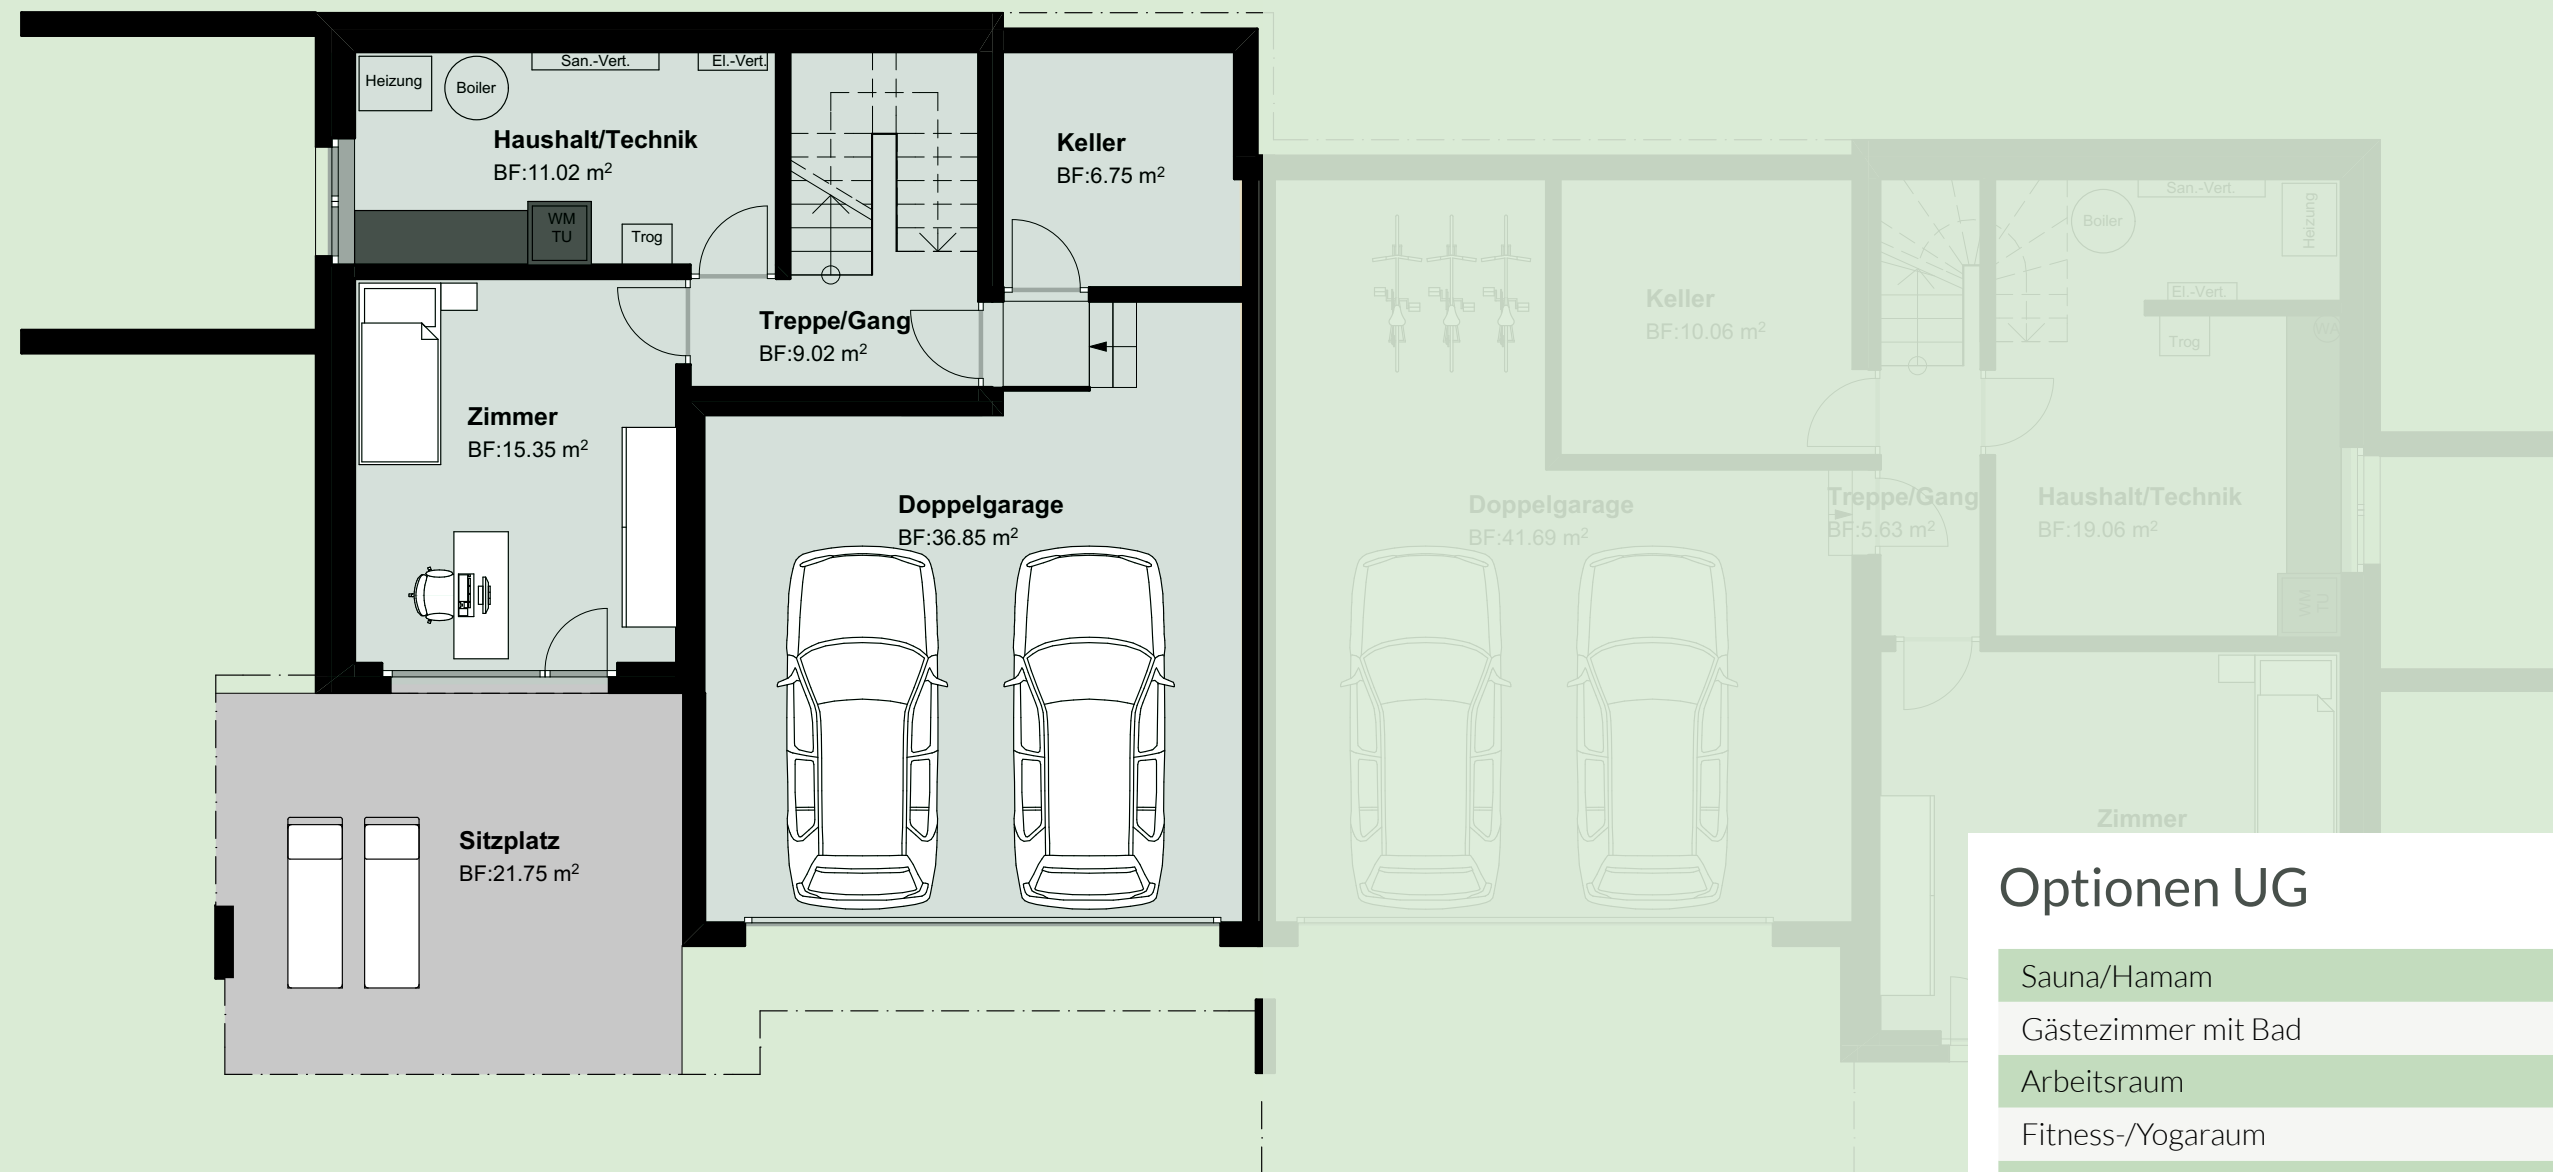 Heizung
Boiler
San.-Vert.
El.-Vert.
Haushalt/Technik
BF:11.02 m²
WM
TU
Trog
Keller
BF:6.75 m²
Treppe/Gang
BF:9.02 m²
Zimmer
BF:15.35 m²
Doppelgarage
BF:36.85 m²
Sitzplatz
BF:21.75 m²
Keller
BF:10.06 m²
San.-Vert.
Boiler
Heizung
El.-Vert.
Trog
WA
Doppelgarage
BF:41.69 m²
Treppe/Gang
BF:5.63 m²
Haushalt/Technik
BF:19.06 m²
WM
TU
Zimmer
Optionen UG
Sauna/Hamam
Gästezimmer mit Bad
Arbeitsraum
Fitness-/Yogaraum